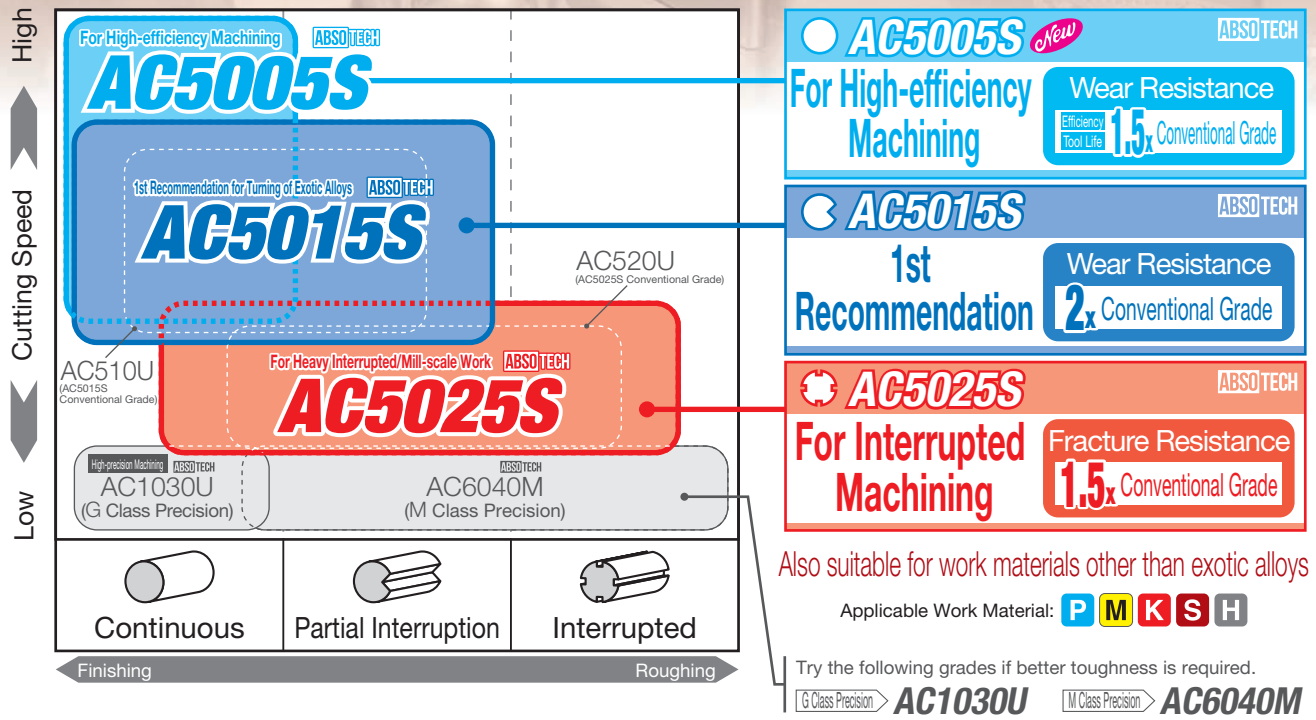 High
Cutting Speed
Low
For High-efficiency Machining ABSOTECH
AC5005S
1st Recommendation for Turning of Exotic Alloys ABSOTECH
AC5015S
AC520U
(AC5025S Conventional Grade)
AC510U
(AC5015S
Conventional Grade)
For Heavy Interrupted/Mill-scale Work ABSOTECH
AC5025S
High-precision Machining ABSOTECH
AC1030U
(G Class Precision)
ABSOTECH
AC6040M
(M Class Precision)
Continuous
Partial Interruption
Interrupted
Finishing
Roughing
AC5005S New ABSOTECH
For High-efficiency
Machining
Wear Resistance
Efficiency
Tool Life
1.5x Conventional Grade
AC5015S ABSOTECH
1st
Recommendation
Wear Resistance
2x Conventional Grade
AC5025S ABSOTECH
For Interrupted
Machining
Fracture Resistance
1.5x Conventional Grade
Also suitable for work materials other than exotic alloys
Applicable Work Material: P M K S H
Try the following grades if better toughness is required.
G Class Precision AC1030U M Class Precision AC6040M